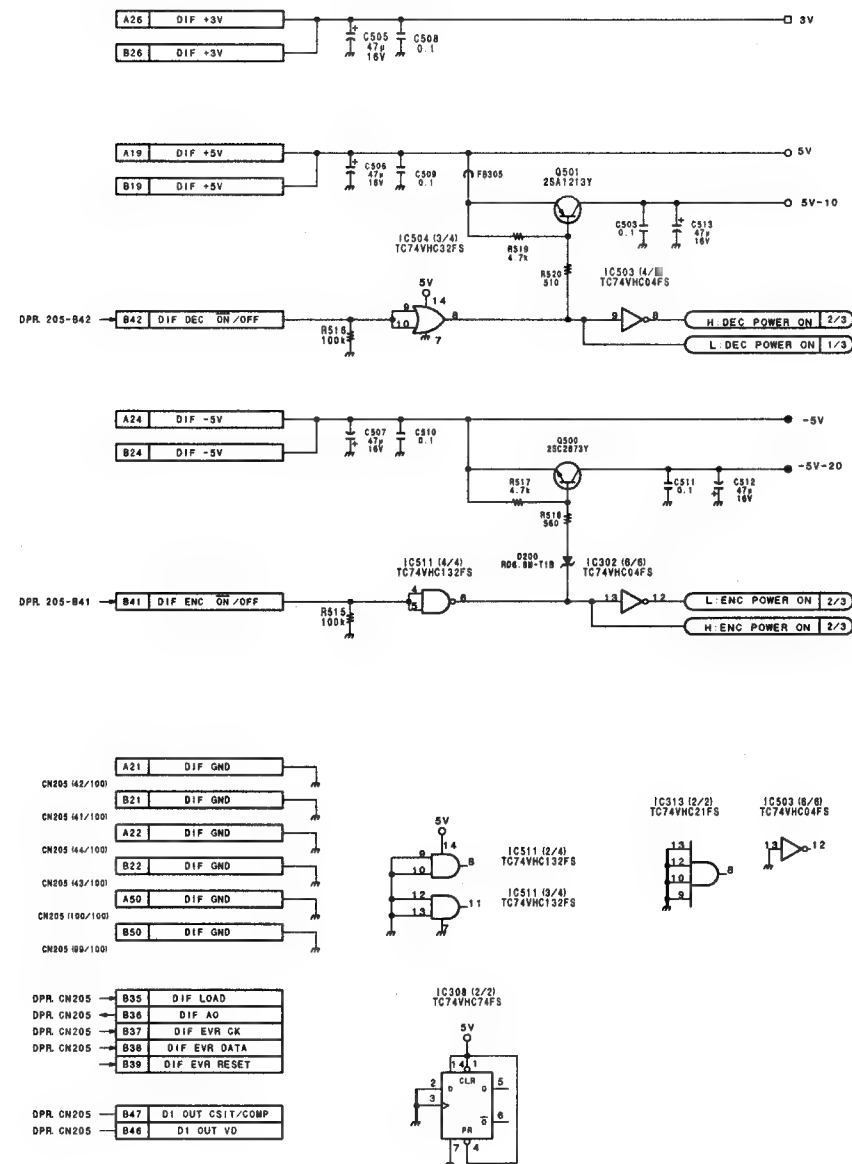 A26 DIF +3V
3V
B26 DIF +3V
C505 47µ 16V
C508 0.1
A19 DIF +5V
5V
B19 DIF +5V
C506 47µ 16V
C509 0.1
FB305
Q501
2SA1213Y
5V-10
C503 0.1
C513 47µ 16V
IC504 (3/4)
TC74VHC32FS
R519
4.7k
R520
510
IC503 (4/
TC74VHC04FS
5V
14
DPR. 205-B42 B42 DIF DEC ON/OFF
9
10
8
7
R516
100k
9 8
H:DEC POWER ON 2/3
L:DEC POWER ON 1/3
A24 DIF -5V
-5V
B24 DIF -5V
C507 47µ 16V
C510 0.1
Q500
2SC2873Y
-5V-20
R517
4.7k
R518
560
C511 0.1
C512 47µ 16V
D200
RD6.8M-T1B
IC511 (4/4)
TC74VHC132FS
IC302 (6/6)
TC74VHC04FS
DPR. 205-B41 B41 DIF ENC ON/OFF
4
5
6
R515
100k
13 12
L:ENC POWER ON 2/3
H:ENC POWER ON 2/3
A21 DIF GND
CN205 (42/100)
B21 DIF GND
CN205 (41/100)
A22 DIF GND
CN205 (44/100)
B22 DIF GND
CN205 (43/100)
A50 DIF GND
CN205 (100/100)
B50 DIF GND
CN205 (99/100)
5V
14
9
10
8
IC511 (2/4)
TC74VHC132FS
12
13
11
7
IC511 (3/4)
TC74VHC132FS
IC313 (2/2)
TC74VHC21FS
13
12
10
9
8
IC503 (6/6)
TC74VHC04FS
13 12
DPR. CN205 B35 DIF LOAD
DPR. CN205 B36 DIF AO
DPR. CN205 B37 DIF EVR CK
DPR. CN205 B38 DIF EVR DATA
B39 DIF EVR RESET
DPR. CN205 B47 D1 OUT CSIT/COMP
DPR. CN205 B46 D1 OUT VD
IC308 (2/2)
TC74VHC74FS
5V
14 1
CLR
2 D Q 5
3
Q 6
PR
7 4